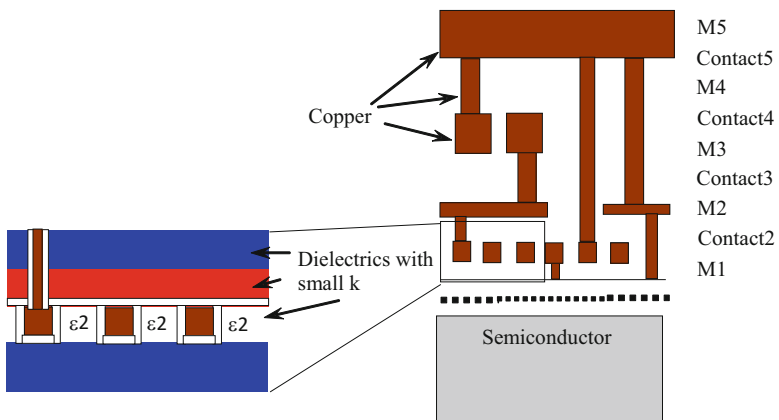 M5
Contact5
M4
Copper
Contact4
M3
Contact3
M2
Contact2
M1
Dielectrics with
small k
ε2
ε2
ε2
Semiconductor